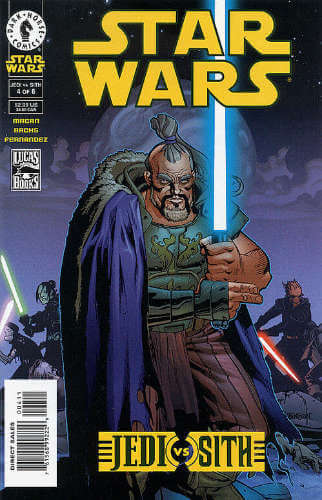 DARK HORSE
COMICS
STAR
WARS
STAR
WARS
JEDI vs SITH
4 OF 6
$2.99 US
MACAN
BACHS
FERNANDEZ
LUCAS
BOOKS
DIRECT SALES
00411
JEDI VS SITH